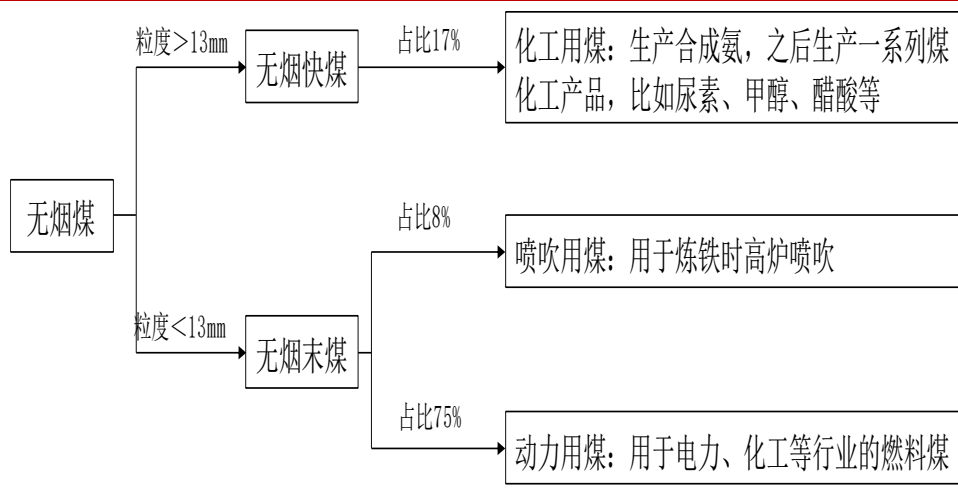 粒度＞13mm
无烟快煤
占比17%
化工用煤：生产合成氨，之后生产一系列煤
化工产品，比如尿素、甲醇、醋酸等
无烟煤
占比8%
喷吹用煤：用于炼铁时高炉喷吹
粒度＜13mm
无烟末煤
占比75%
动力用煤：用于电力、化工等行业的燃料煤